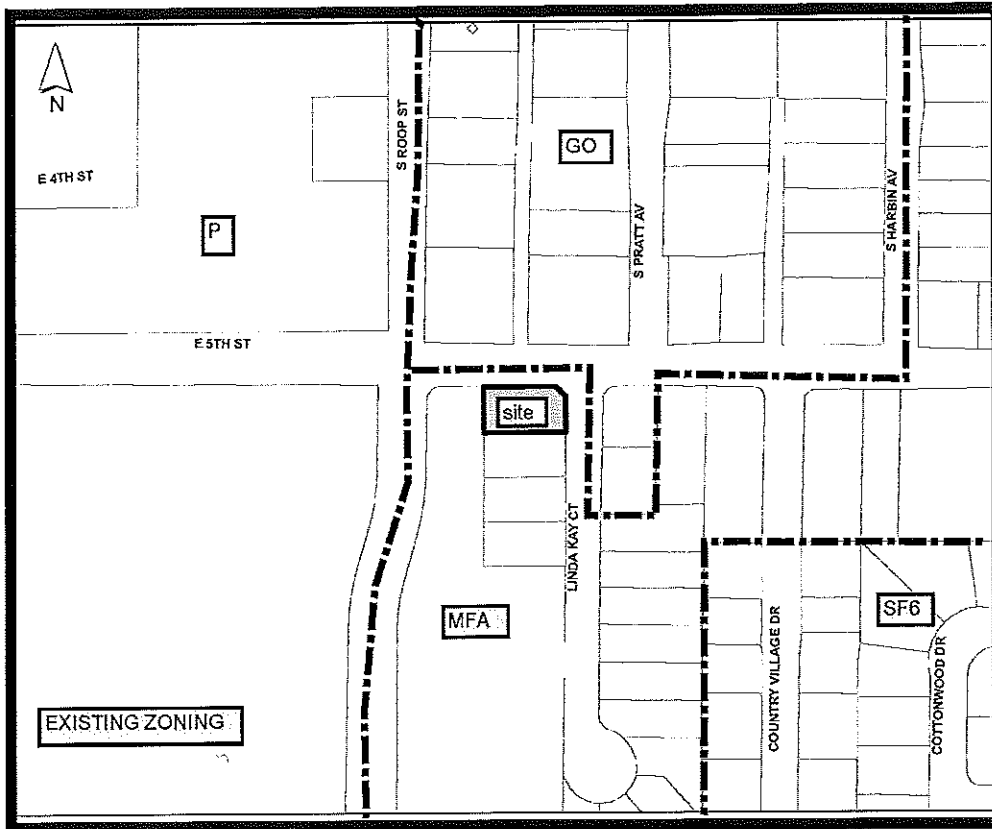 N
E 4TH ST
P
S ROOP ST
GO
S PRATT AV
S HARBIN AV
E 5TH ST
site
LINDA KAY CT
MFA
SF6
COUNTRY VILLAGE DR
COTTONWOOD DR
EXISTING ZONING